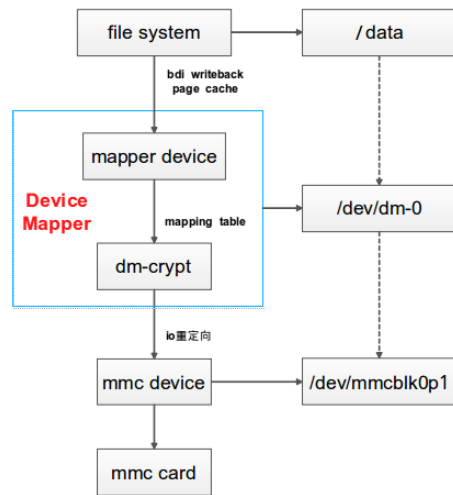 file system
/data
bdi writeback
page cache
mapper device
Device
Mapper
mapping table
/dev/dm-0
dm-crypt
io重定向
mmc device
/dev/mmcblk0p1
mmc card